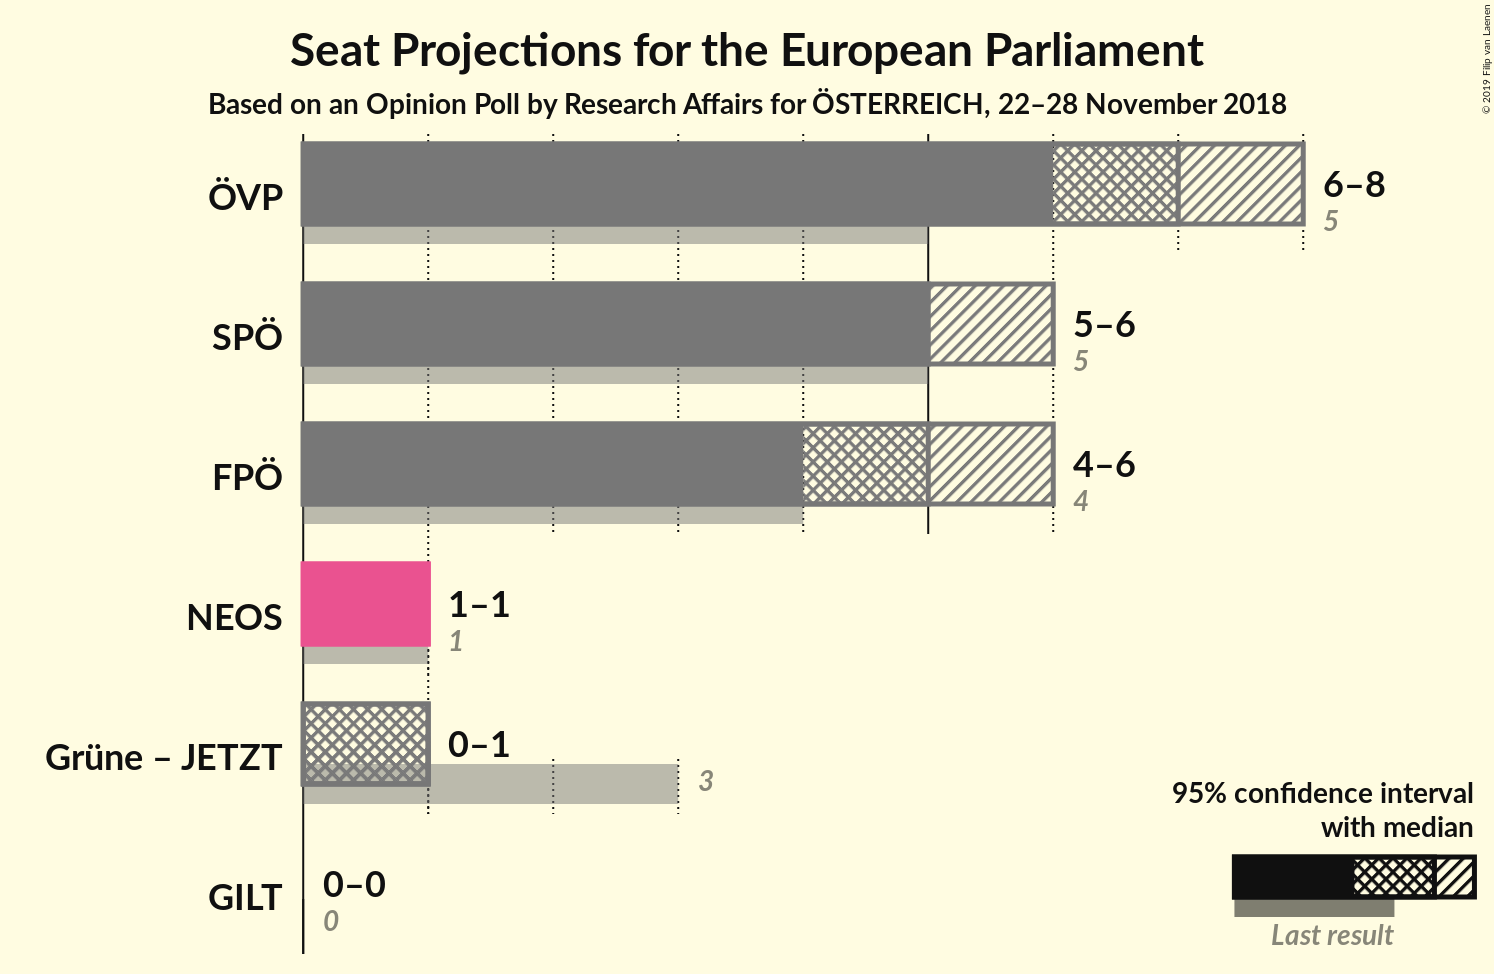 Seat Projections for the European Parliament
Based on an Opinion Poll by Research Affairs for ÖSTERREICH, 22–28 November 2018
© 2019 Filip van Laenen
ÖVP
6–8
5
SPÖ
5–6
5
FPÖ
4–6
4
NEOS
1–1
1
Grüne – JETZT
0–1
3
GILT
0–0
0
95% confidence interval
with median
Last result